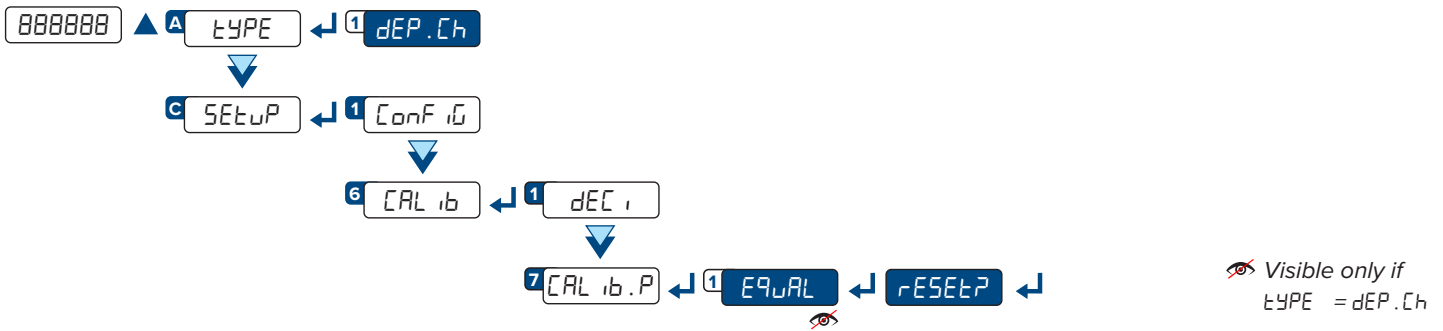 888888 A tYPE 1 dEP.Ch
C SEtuP 1 ConFiG
6 CALib 1 dECi
7 CALib.P 1 EquAL rESEt?
Visible only if
tYPE = dEP.Ch